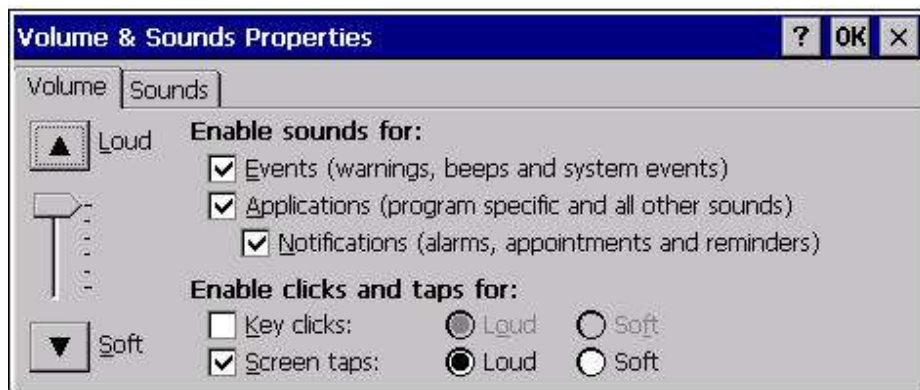 Volume & Sounds Properties ? OK ×
Volume Sounds
Loud
Enable sounds for:
Events (warnings, beeps and system events)
Applications (program specific and all other sounds)
Notifications (alarms, appointments and reminders)
Enable clicks and taps for:
Key clicks: Loud Soft
Soft
Screen taps: Loud Soft